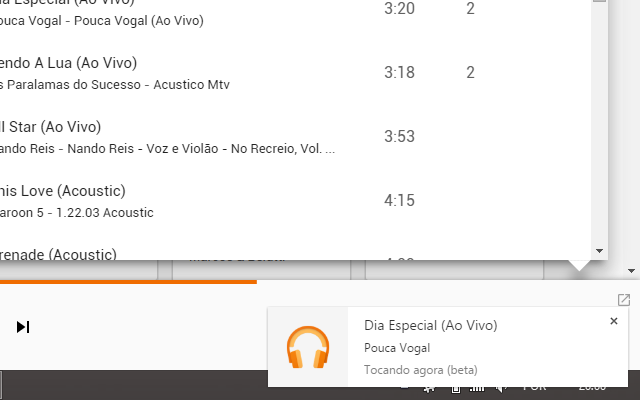 Especial (Ao Vivo)
ouca Vogal - Pouca Vogal (Ao Vivo)
3:20 2
endo A Lua (Ao Vivo)
s Paralamas do Sucesso - Acustico Mtv
3:18 2
ll Star (Ao Vivo)
ando Reis - Nando Reis - Voz e Violão - No Recreio, Vol. ...
3:53
his Love (Acoustic)
aroon 5 - 1.22.03 Acoustic
4:15
renade (Acoustic)
Dia Especial (Ao Vivo)
Pouca Vogal
Tocando agora (beta)